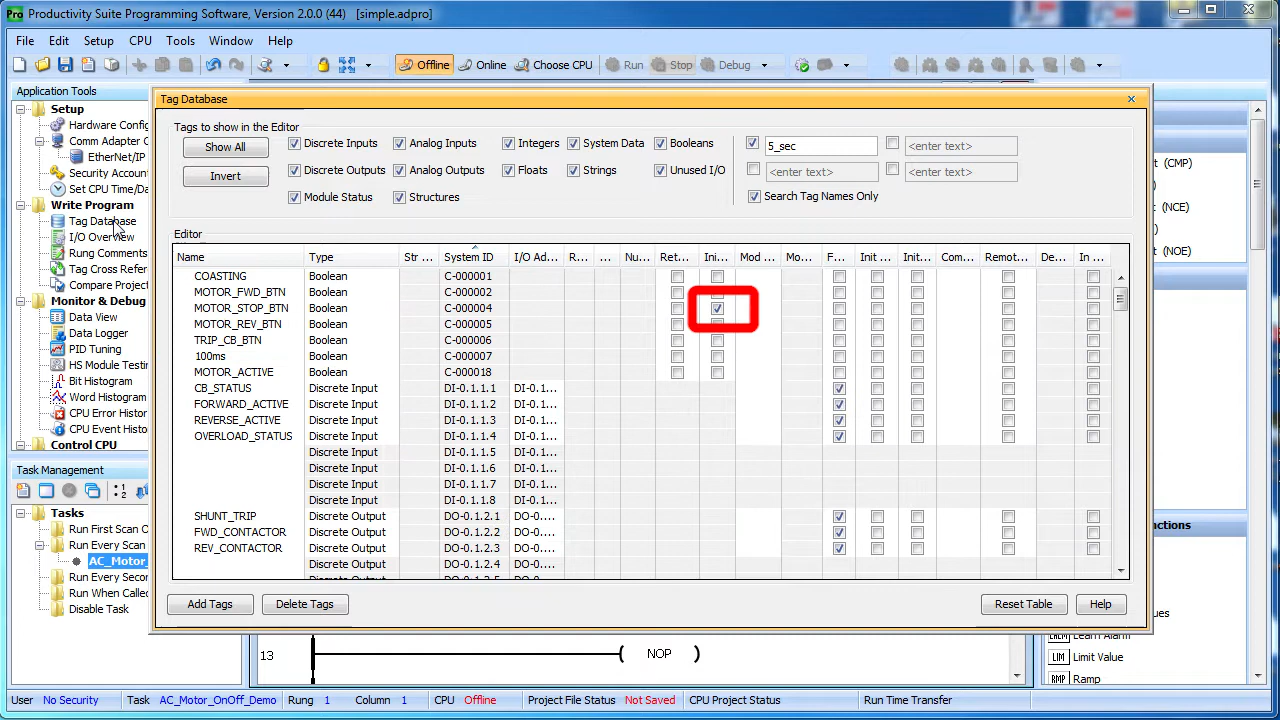 Pro Productivity Suite Programming Software, Version 2.0.0 (44) [simple.adpro]
File Edit Setup CPU Tools Window Help
Offline Online Choose CPU Run Stop Debug
Application Tools
Setup
Hardware Config
Comm Adapter C
EtherNet/IP
Security Accoun
Set CPU Time/Da
Write Program
Tag Database
I/O Overview
Rung Comments
Tag Cross Refer
Compare Project
Monitor & Debug
Data View
Data Logger
PID Tuning
HS Module Testin
Bit Histogram
Word Histogram
CPU Error Histor
CPU Event Histo
Control CPU
Task Management
Tasks
Run First Scan O
Run Every Scan
AC_Motor_
Run Every Secon
Run When Called
Disable Task
Tag Database
Tags to show in the Editor
Show All
Invert
Discrete Inputs Analog Inputs Integers System Data Booleans
Discrete Outputs Analog Outputs Floats Strings Unused I/O
Module Status Structures
5_sec <enter text>
<enter text> <enter text>
Search Tag Names Only
Editor
Name Type Str ... System ID I/O Ad... R... ... Nu... Ret... Ini... Mod ... Mo... F... Init ... Init... Com... Remot... De... In ...
COASTING Boolean C-000001
MOTOR_FWD_BTN Boolean C-000002
MOTOR_STOP_BTN Boolean C-000004
MOTOR_REV_BTN Boolean C-000005
TRIP_CB_BTN Boolean C-000006
100ms Boolean C-000007
MOTOR_ACTIVE Boolean C-000018
CB_STATUS Discrete Input DI-0.1.1.1 DI-0.1...
FORWARD_ACTIVE Discrete Input DI-0.1.1.2 DI-0.1...
REVERSE_ACTIVE Discrete Input DI-0.1.1.3 DI-0.1...
OVERLOAD_STATUS Discrete Input DI-0.1.1.4 DI-0.1...
Discrete Input DI-0.1.1.5 DI-0.1...
Discrete Input DI-0.1.1.6 DI-0.1...
Discrete Input DI-0.1.1.7 DI-0.1...
Discrete Input DI-0.1.1.8 DI-0.1...
SHUNT_TRIP Discrete Output DO-0.1.2.1 DO-0....
FWD_CONTACTOR Discrete Output DO-0.1.2.2 DO-0....
REV_CONTACTOR Discrete Output DO-0.1.2.3 DO-0....
Discrete Output DO-0.1.2.4 DO-0....
Add Tags Delete Tags Reset Table Help
(CMP)
(NCE)
(NOE)
Learn Alarm
LIM Limit Value
RMP Ramp
13 NOP
User No Security Task AC_Motor_OnOff_Demo Rung 1 Column 1 CPU Offline Project File Status Not Saved CPU Project Status Run Time Transfer